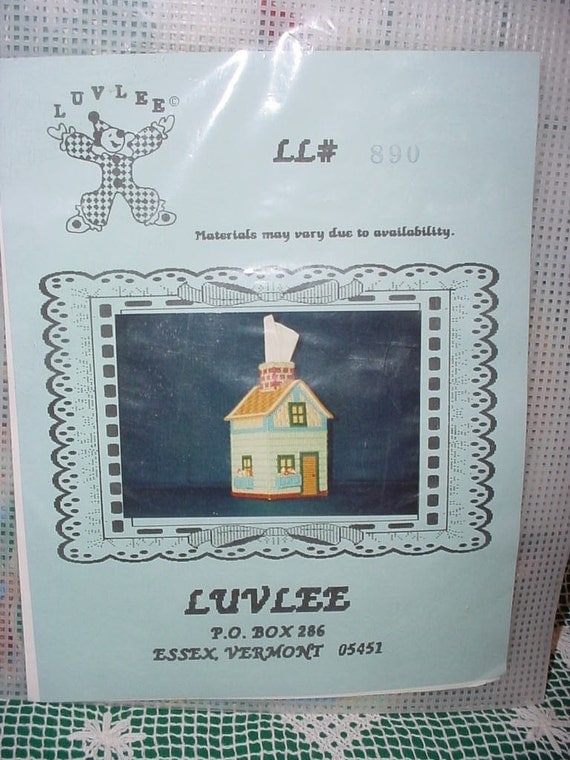 LUVLEE©
LL# 890
Materials may vary due to availability.
LUVLEE
P.O. BOX 286
ESSEX, VERMONT 05451